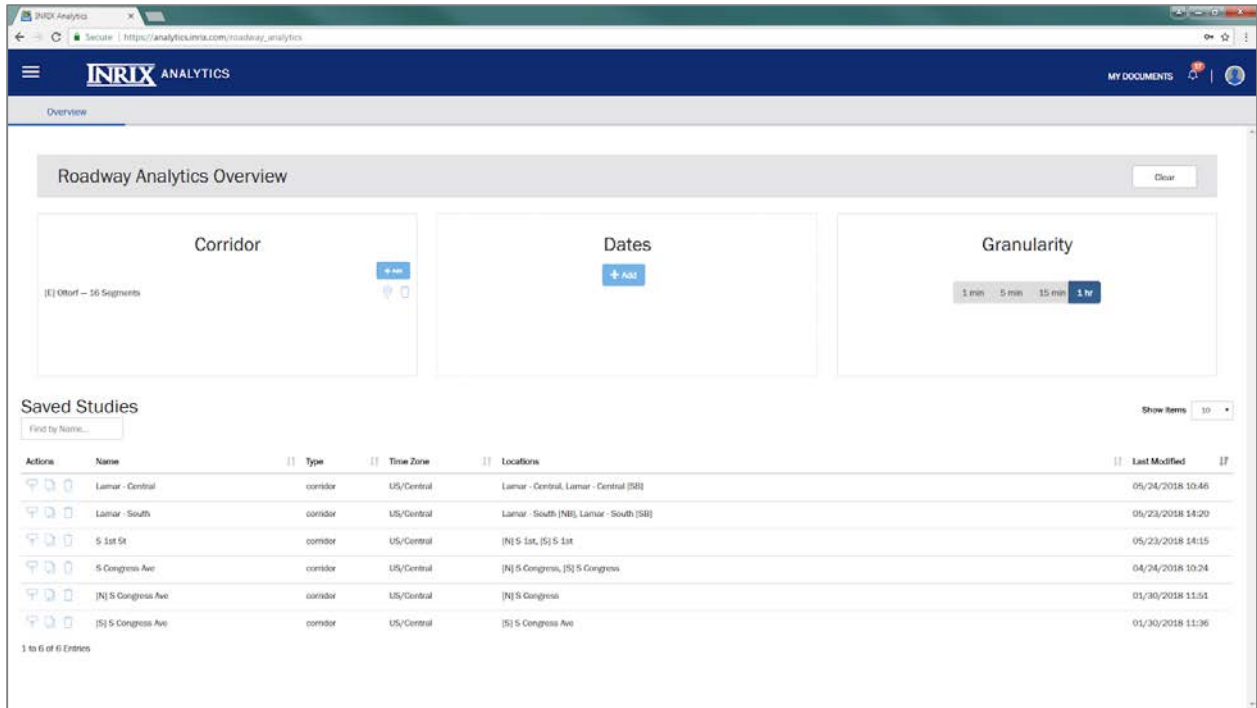 INRIX Analytics
Secure | https://analytics.inrix.com/roadway_analytics
INRIX ANALYTICS
MY DOCUMENTS
Overview
Roadway Analytics Overview
Clear
Corridor
+ Add
[E] Oltorf – 16 Segments
Dates
+ Add
Granularity
1 min 5 min 15 min 1 hr
Saved Studies
Show Items 10
Find by Name...
Actions Name Type Time Zone Locations Last Modified
Lamar - Central corridor US/Central Lamar - Central, Lamar - Central [SB] 05/24/2018 10:46
Lamar - South corridor US/Central Lamar - South [NB], Lamar - South [SB] 05/23/2018 14:20
S 1st St corridor US/Central [N] S 1st, [S] S 1st 05/23/2018 14:15
S Congress Ave corridor US/Central [N] S Congress, [S] S Congress 04/24/2018 10:24
[N] S Congress Ave corridor US/Central [N] S Congress 01/30/2018 11:51
[S] S Congress Ave corridor US/Central [S] S Congress Ave 01/30/2018 11:36
1 to 6 of 6 Entries